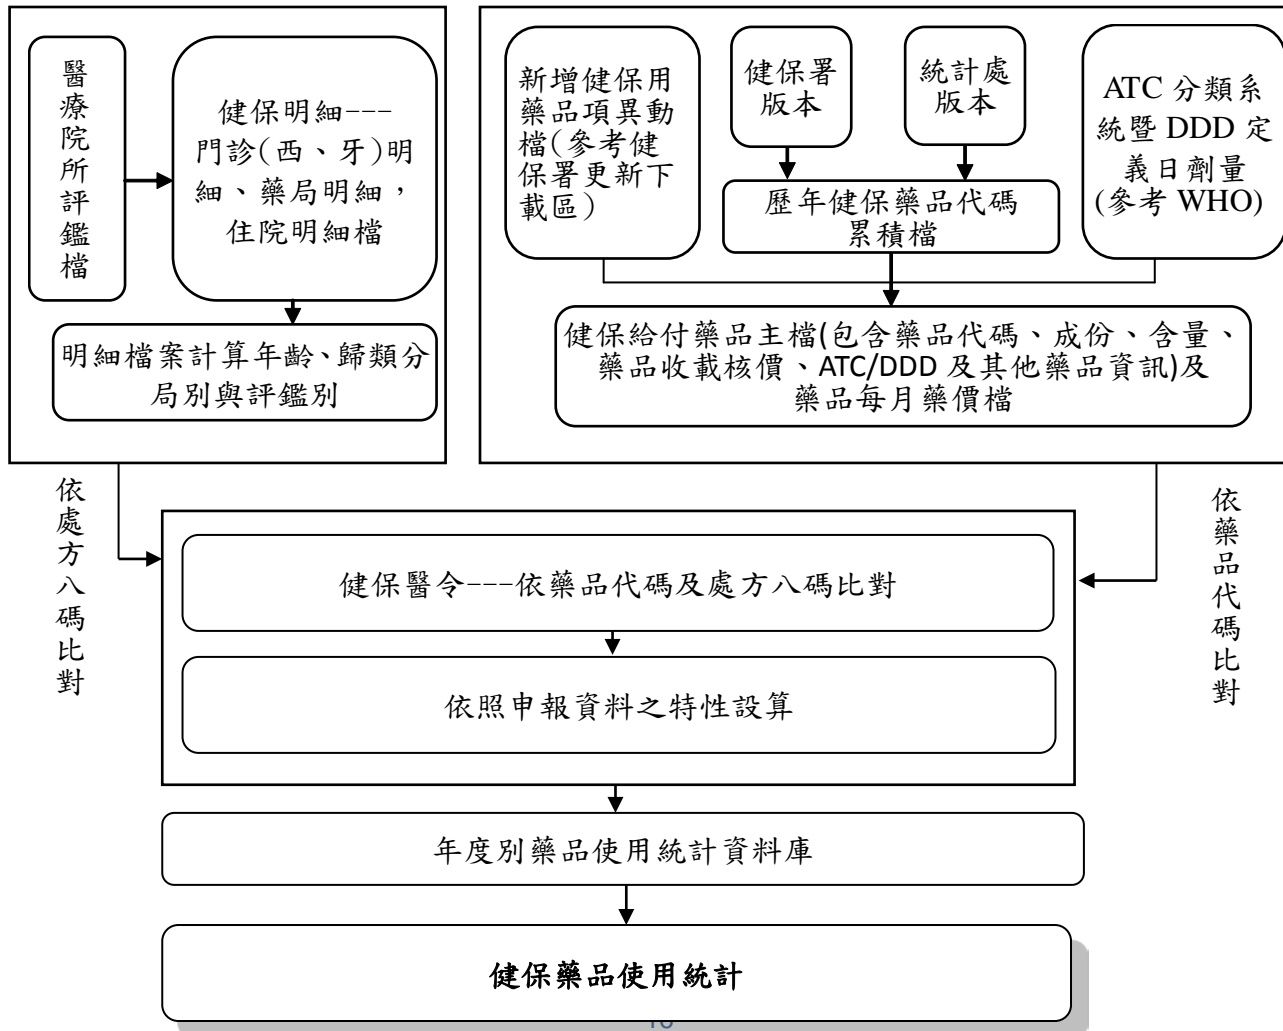 醫療院所評鑑檔
健保明細---
門診(西、牙)明
細、藥局明細，
住院明細檔
明細檔案計算年齡、歸類分
局別與評鑑別
新增健保用
藥品項異動
檔(參考健
保署更新下
載區)
健保署
版本
統計處
版本
歷年健保藥品代碼
累積檔
ATC 分類系
統暨 DDD 定
義日劑量
(參考 WHO)
健保給付藥品主檔(包含藥品代碼、成份、含量、
藥品收載核價、ATC/DDD 及其他藥品資訊)及
藥品每月藥價檔
依處方八碼比對
依藥品代碼比對
健保醫令---依藥品代碼及處方八碼比對
依照申報資料之特性設算
年度別藥品使用統計資料庫
健保藥品使用統計